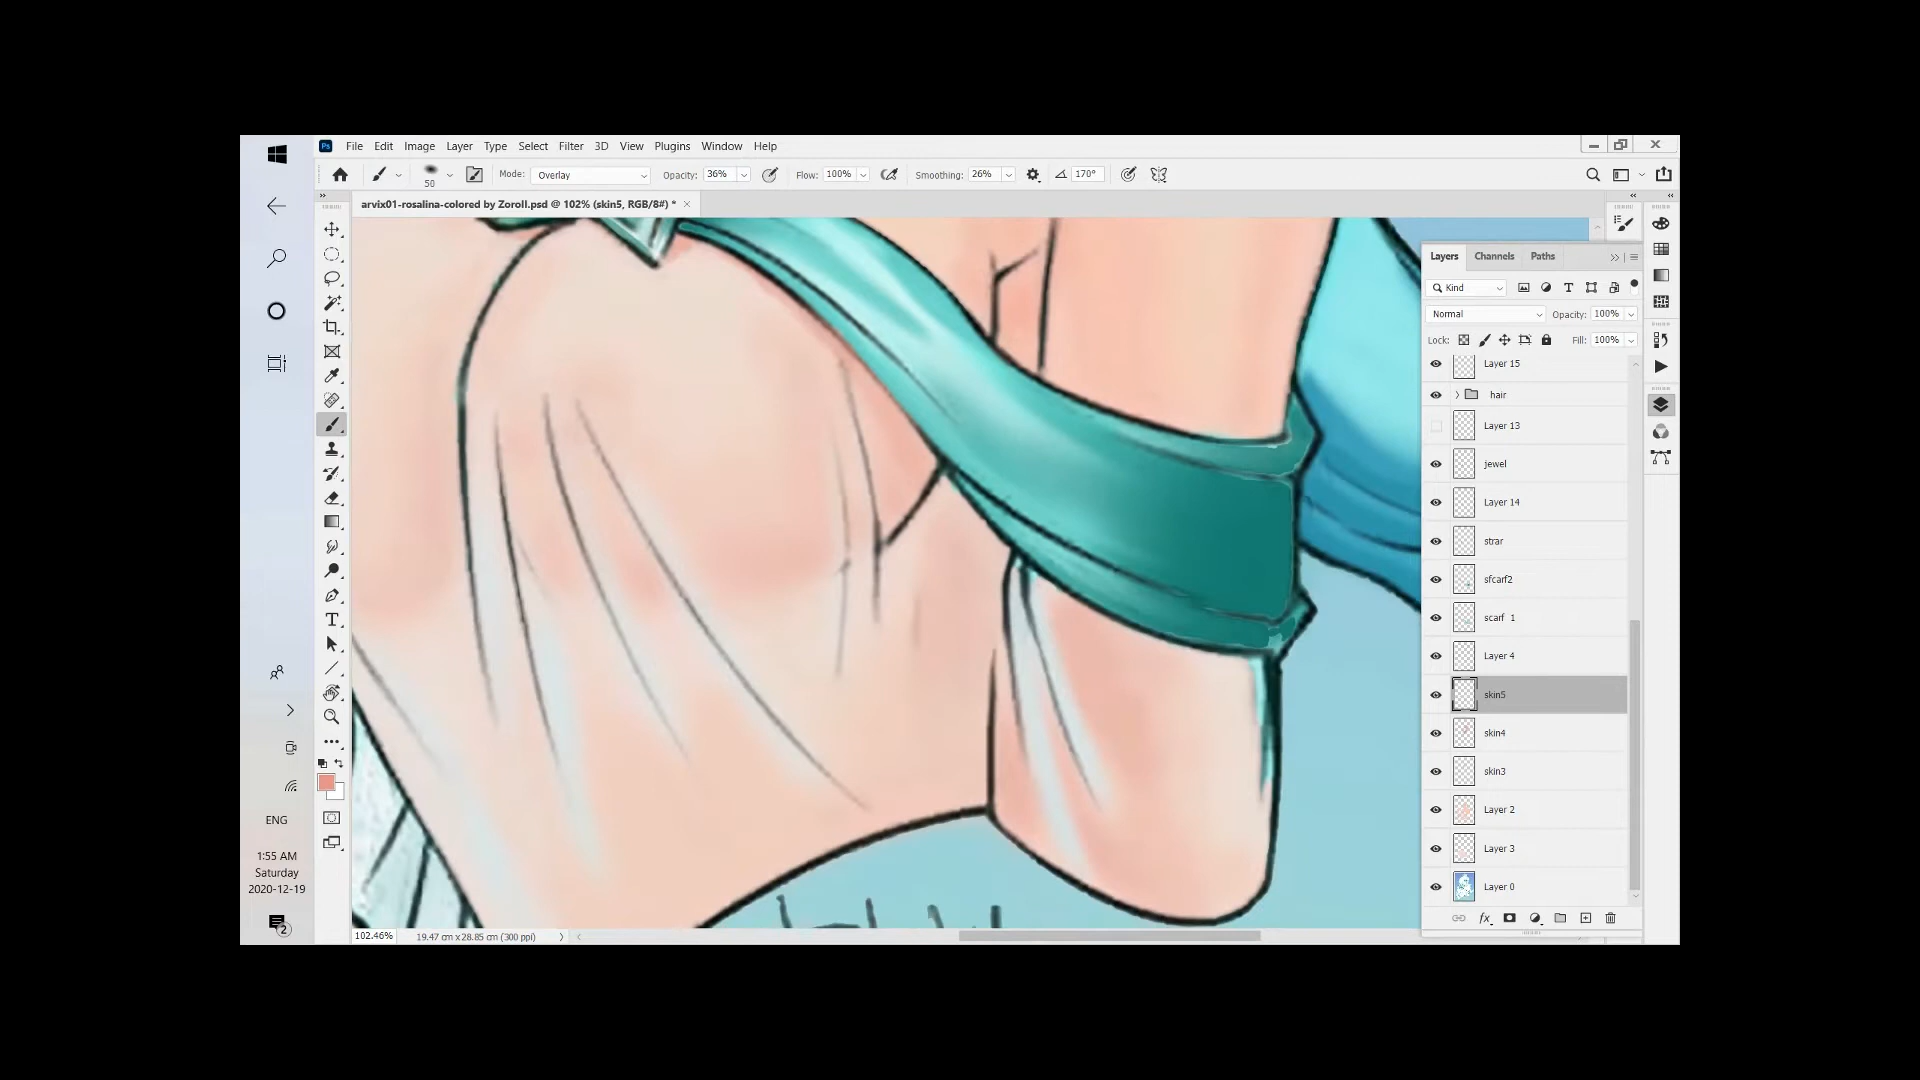 Ps File Edit Image Layer Type Select Filter 3D View Plugins Window Help
50 Mode: Overlay Opacity: 36% Flow: 100% Smoothing: 26% 170°
arvix01-rosalina-colored by Zoroll.psd @ 102% (skin5, RGB/8#) * ×
Layers Channels Paths
Kind
Normal Opacity: 100%
Lock: Fill: 100%
Layer 15
hair
Layer 13
jewel
Layer 14
strar
sfcarf2
scarf 1
Layer 4
skin5
skin4
skin3
Layer 2
Layer 3
Layer 0
fx
ENG
1:55 AM
Saturday
2020-12-19
2
102.46% 19.47 cm x 28.85 cm (300 ppi)